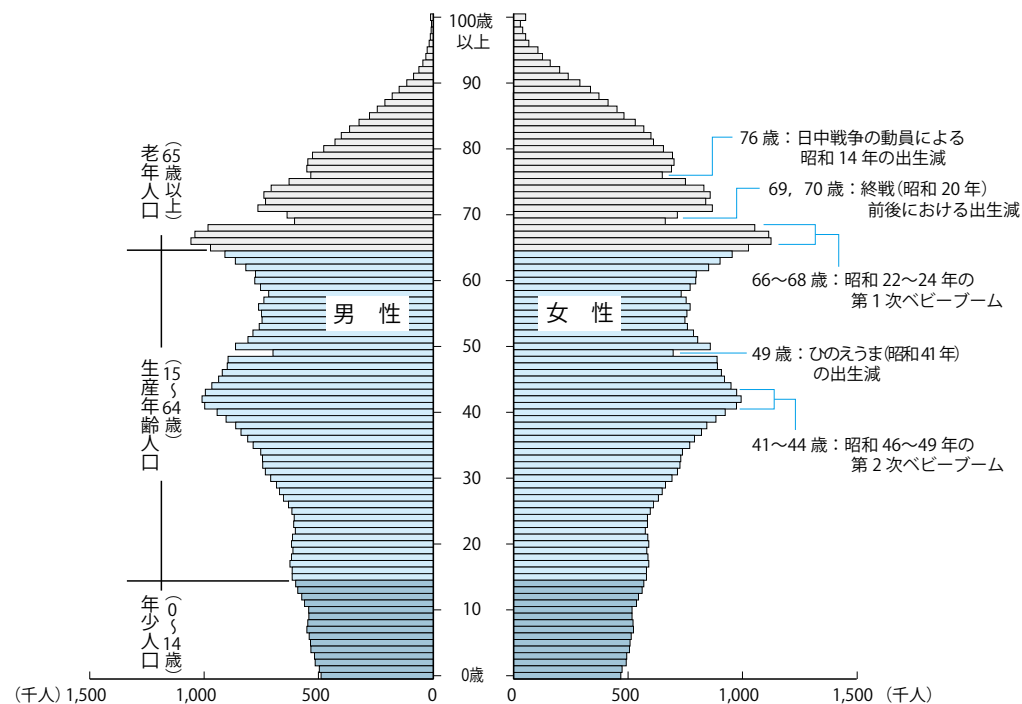 100歳
以上
90
80
70
60
50
40
30
20
10
0歳
老年人口
（65歳以上）
生産年齢人口
（15～64歳）
年少人口
（0～14歳）
男　性
女　性
76 歳：日中戦争の動員による
昭和 14 年の出生減
69，70 歳：終戦（昭和 20 年）
前後における出生減
66～68 歳：昭和 22～24 年の
第 1 次ベビーブーム
49 歳：ひのえうま（昭和 41 年）
の出生減
41～44 歳：昭和 46～49 年の
第 2 次ベビーブーム
（千人）1,500 1,000 500 0
0 500 1,000 1,500（千人）